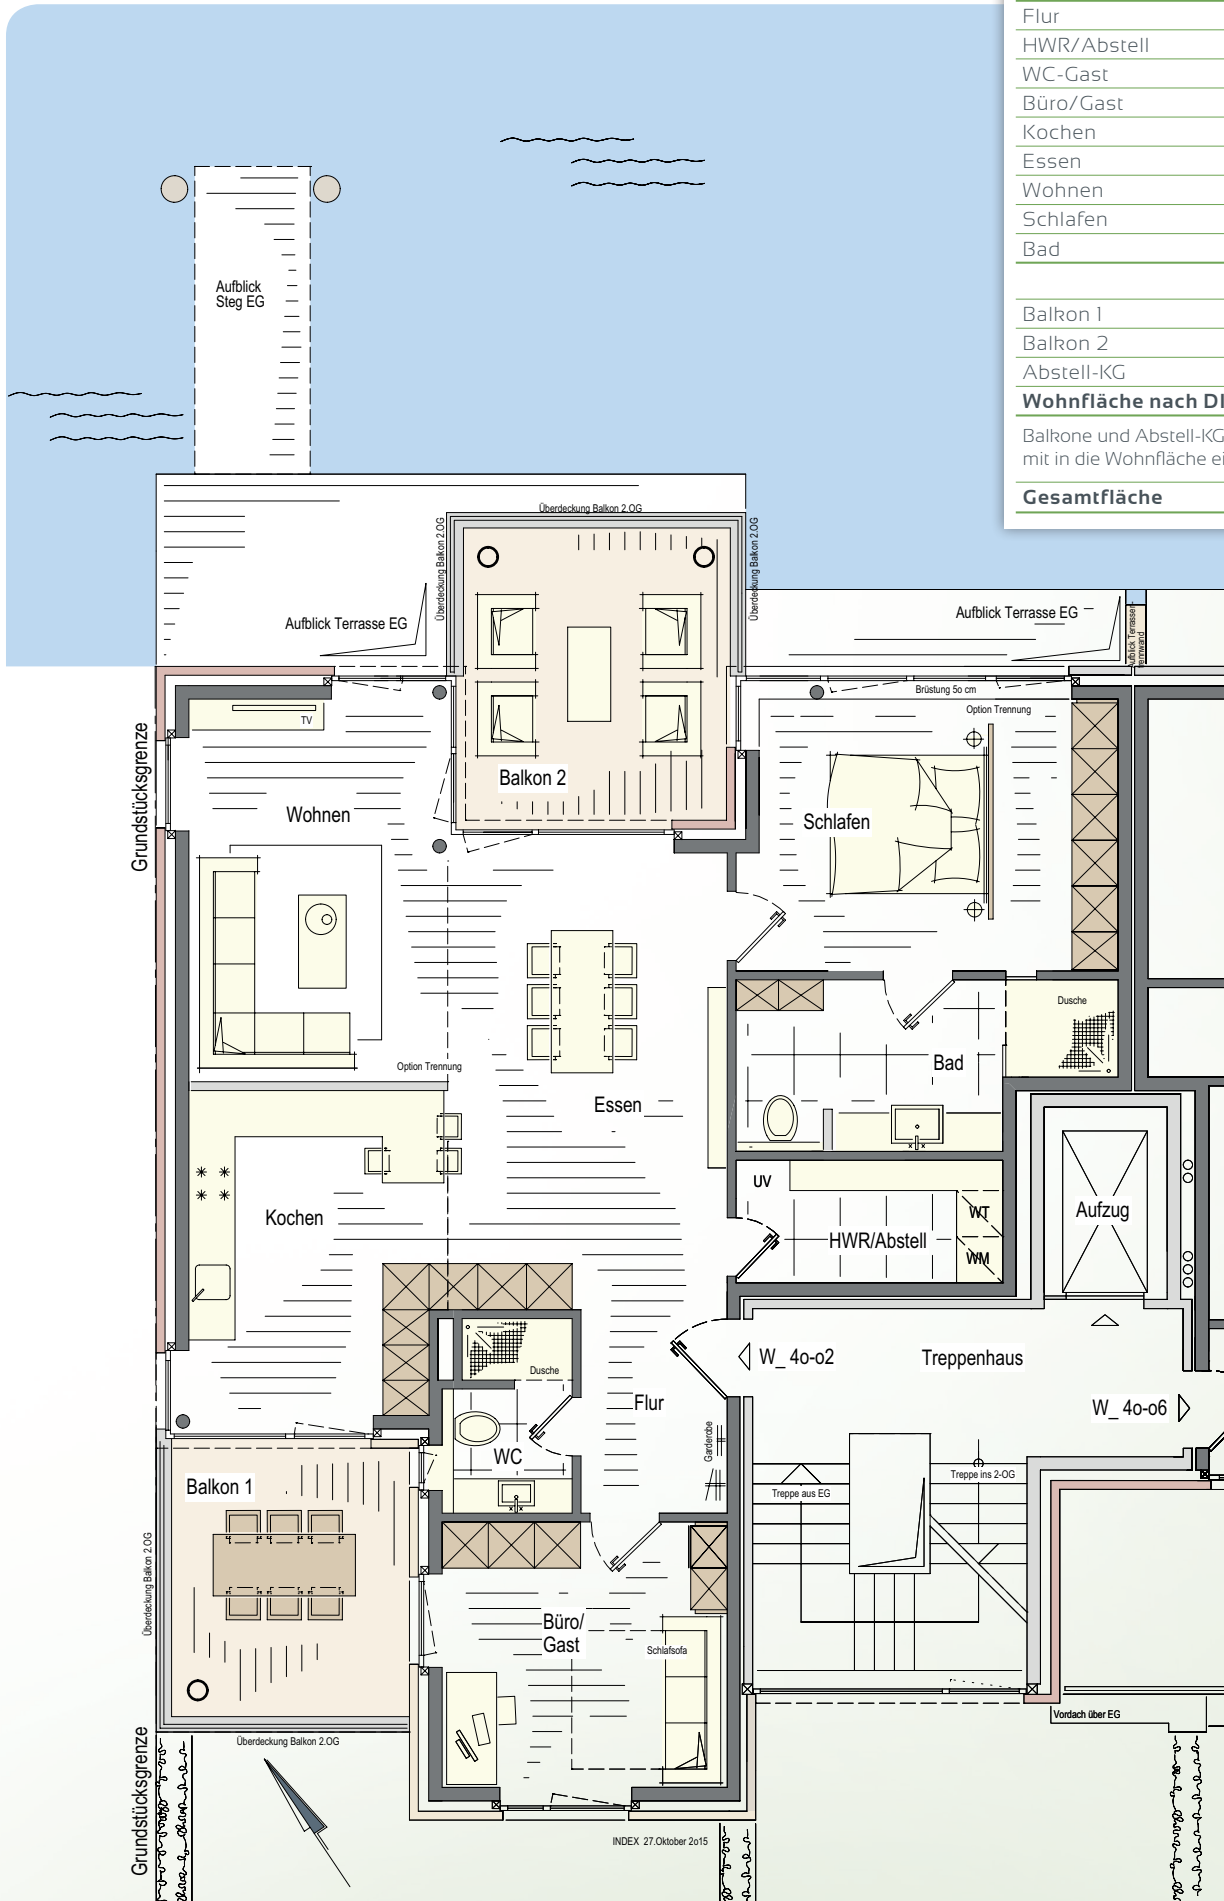 Flur
HWR/Abstell
WC-Gast
Büro/Gast
Kochen
Essen
Wohnen
Schlafen
Bad
Balkon 1
Balkon 2
Abstell-KG
Wohnfläche nach DI
Balkone und Abstell-KG
mit in die Wohnfläche ei
Gesamtfläche
Aufblick
Steg EG
Überdeckung Balkon 2.OG
Überdeckung Balkon 2.OG
Überdeckung Balkon 2.OG
Aufblick Terrasse EG
Aufblick Terrasse EG
Aufblick Terrassen-
trennwand
Brüstung 5o cm
Option Trennung
TV
Grundstücksgrenze
Balkon 2
Wohnen
Schlafen
Dusche
Bad
Option Trennung
Essen
UV
WT
WM
HWR/Abstell
Aufzug
Kochen
Dusche
W_ 4o-o2
Treppenhaus
Flur
W_ 4o-o6
Garderobe
WC
Treppe ins 2-OG
Treppe aus EG
Balkon 1
Überdeckung Balkon 2.OG
Büro/
Gast
Schlafsofa
Vordach über EG
Überdeckung Balkon 2.OG
Grundstücksgrenze
INDEX 27.Oktober 2o15